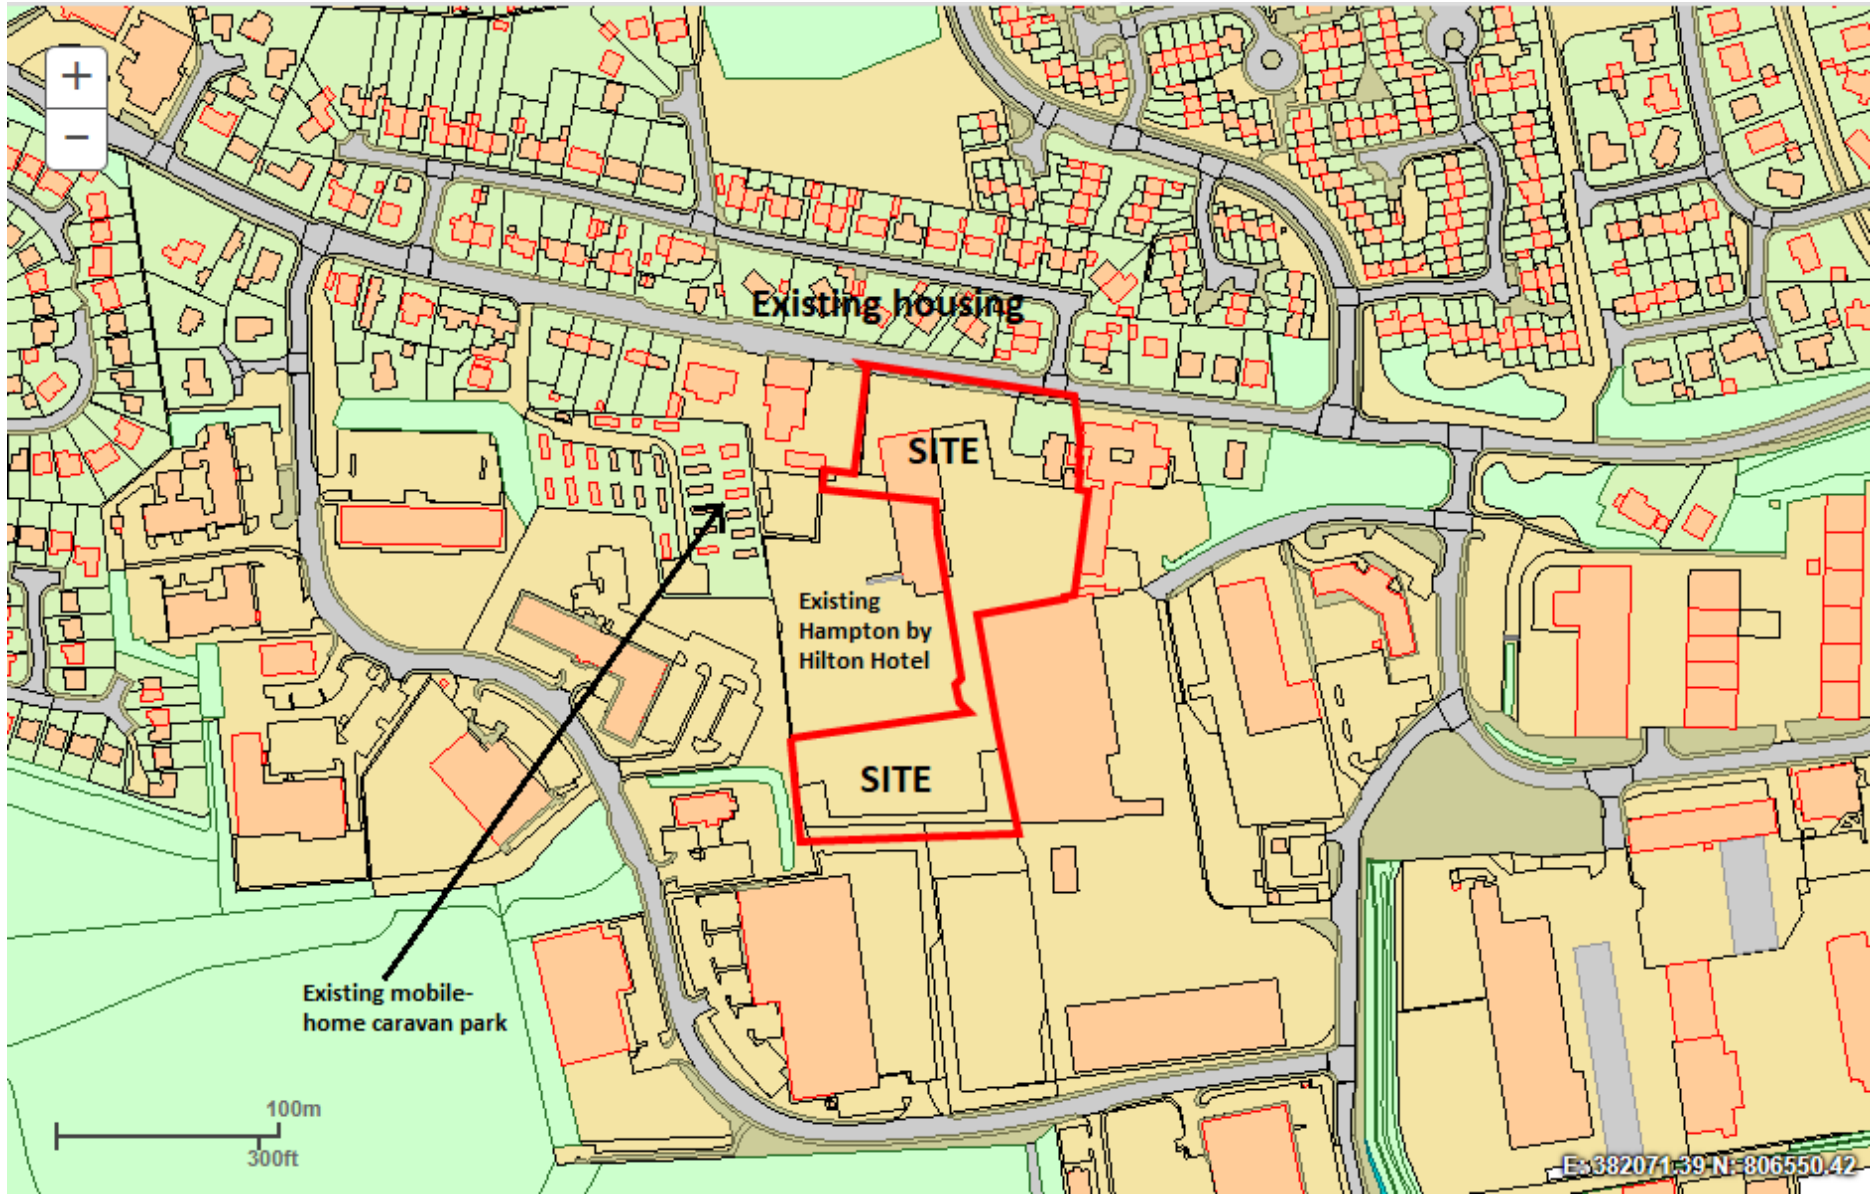 +
−
Existing housing
SITE
Existing
Hampton by
Hilton Hotel
SITE
Existing mobile-
home caravan park
100m
300ft
E: 382071.39 N: 806550.42